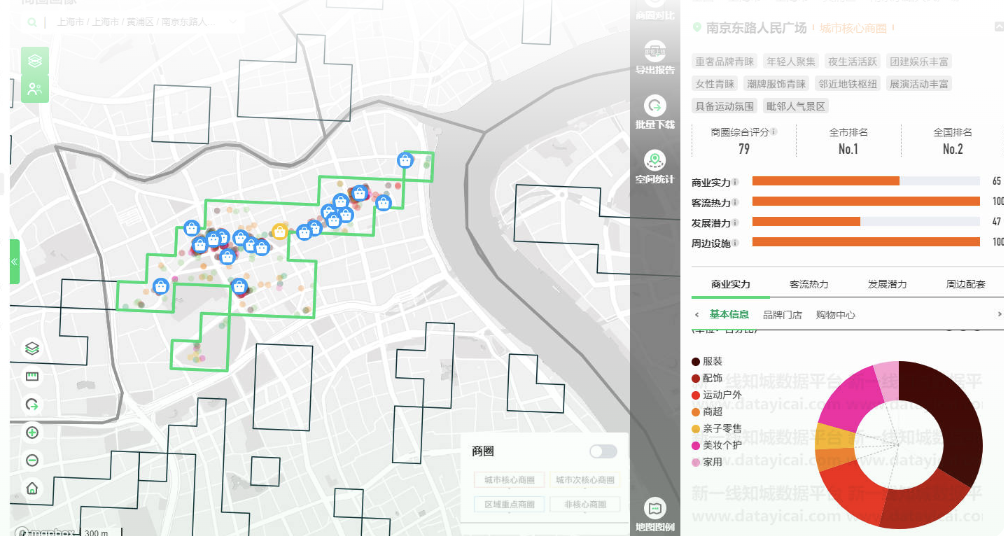 上海市 / 上海市 / 黄浦区 / 南京东路人...
商圈对比
导出报告
批量下载
空间统计
地图图例
商圈
城市核心商圈
城市次核心商圈
区域重点商圈
非核心商圈
mapbox
300 m
南京东路人民广场 | 城市核心商圈 |
重奢品牌青睐 年轻人聚集 夜生活活跃 团建娱乐丰富
女性青睐 潮牌服饰青睐 邻近地铁枢纽 展演活动丰富
具备运动氛围 毗邻人气景区
商圈综合评分 全市排名 全国排名
79 No.1 No.2
商业实力 65
客流热力 100
发展潜力 47
周边设施 100
商业实力 客流热力 发展潜力 周边配套
基本信息 品牌门店 购物中心
服装
配饰
运动户外
商超
亲子零售
美妆个护
家用
新一线知城数据平台
www.datayicai.com